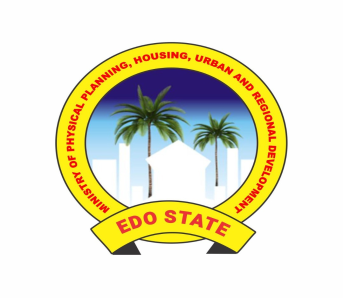 MINISTRY OF PHYSICAL PLANNING, HOUSING, URBAN AND REGIONAL DEVELOPMENT
EDO STATE